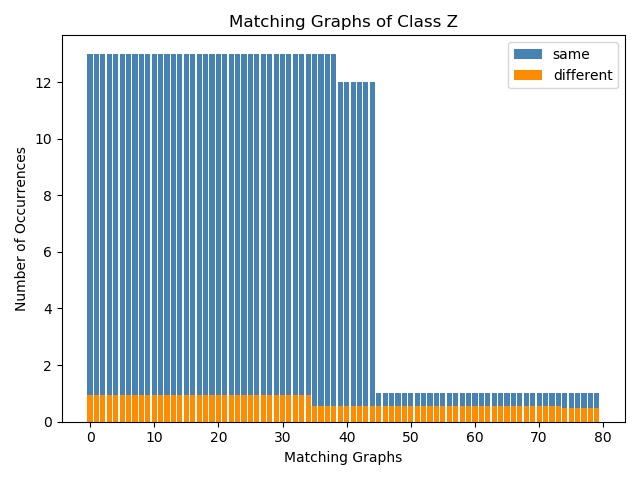 Matching Graphs of Class Z
same
different
Number of Occurrences
12
10
8
6
4
2
0
0 10 20 30 40 50 60 70 80
Matching Graphs